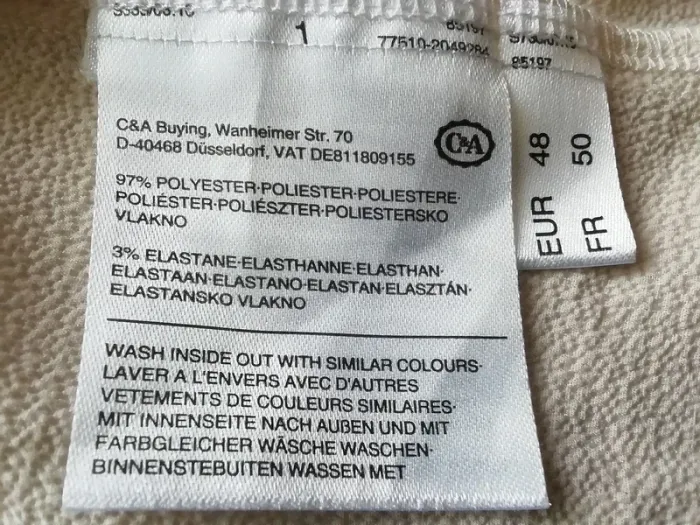 1
77510-2049284
85197
C&A Buying, Wanheimer Str. 70
D-40468 Düsseldorf, VAT DE811809155
C&A
97% POLYESTER·POLIESTER·POLIESTERE·
POLIÉSTER·POLIÉSZTER·POLIESTERSKO
VLAKNO
3% ELASTANE·ELASTHANNE·ELASTHAN·
ELASTAAN·ELASTANO·ELASTAN·ELASZTÁN·
ELASTANSKO VLAKNO
WASH INSIDE OUT WITH SIMILAR COLOURS·
LAVER A L'ENVERS AVEC D'AUTRES
VETEMENTS DE COULEURS SIMILAIRES·
MIT INNENSEITE NACH AUßEN UND MIT
FARBGLEICHER WÄSCHE WASCHEN·
BINNENSTEBUITEN WASSEN MET
EUR 48
FR 50